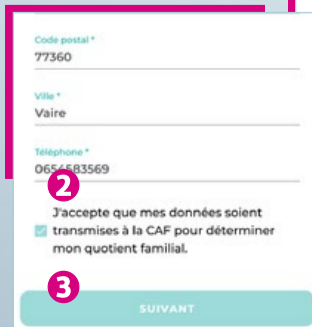 Code postal *
77360
Ville *
Vaire
Téléphone *
0654583569
2
J'accepte que mes données soient
transmises à la CAF pour déterminer
mon quotient familial.
3
SUIVANT